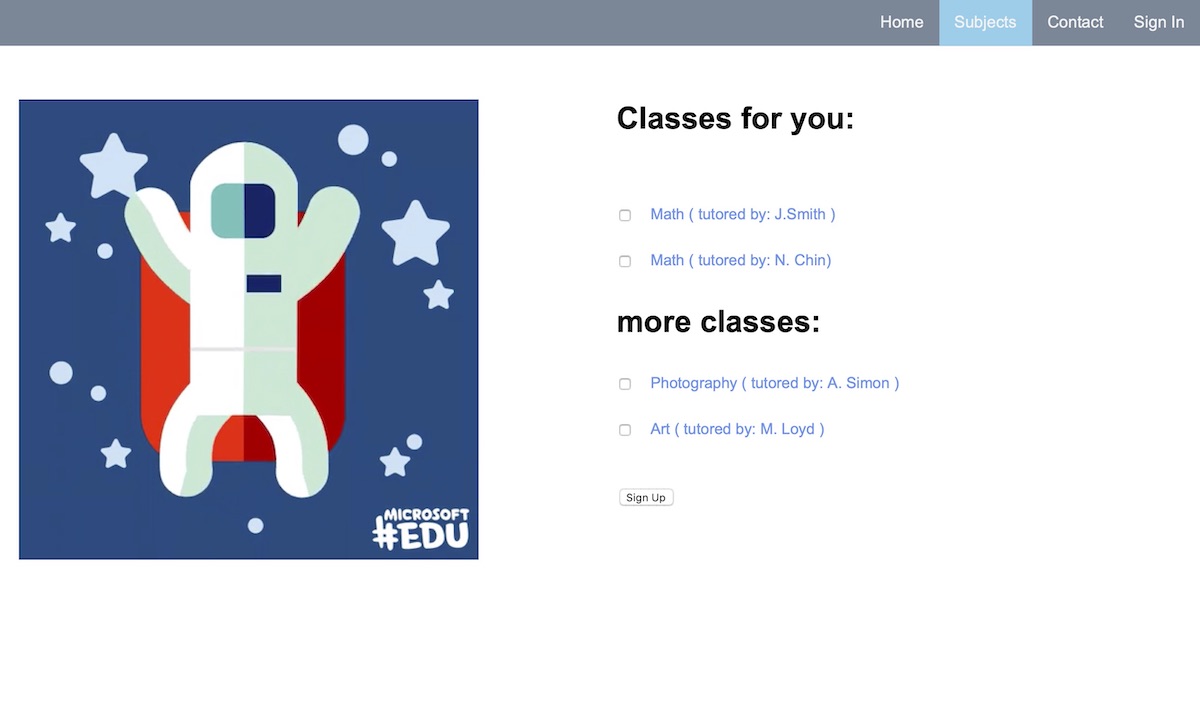 Home Subjects Contact Sign In
Classes for you:
Math ( tutored by: J.Smith )
Math ( tutored by: N. Chin)
more classes:
Photography ( tutored by: A. Simon )
Art ( tutored by: M. Loyd )
Sign Up
MICROSOFT
#EDU